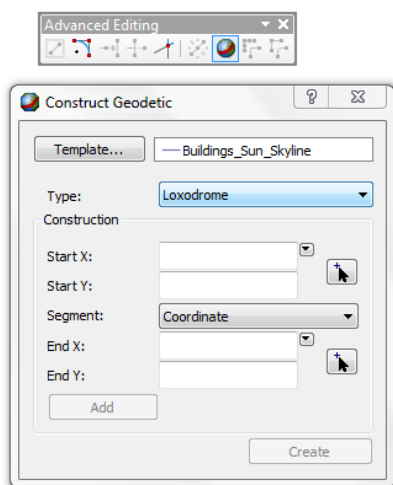 Advanced Editing
Construct Geodetic
Template... Buildings_Sun_Skyline
Type: Loxodrome
Construction
Start X:
Start Y:
Segment: Coordinate
End X:
End Y:
Add
Create